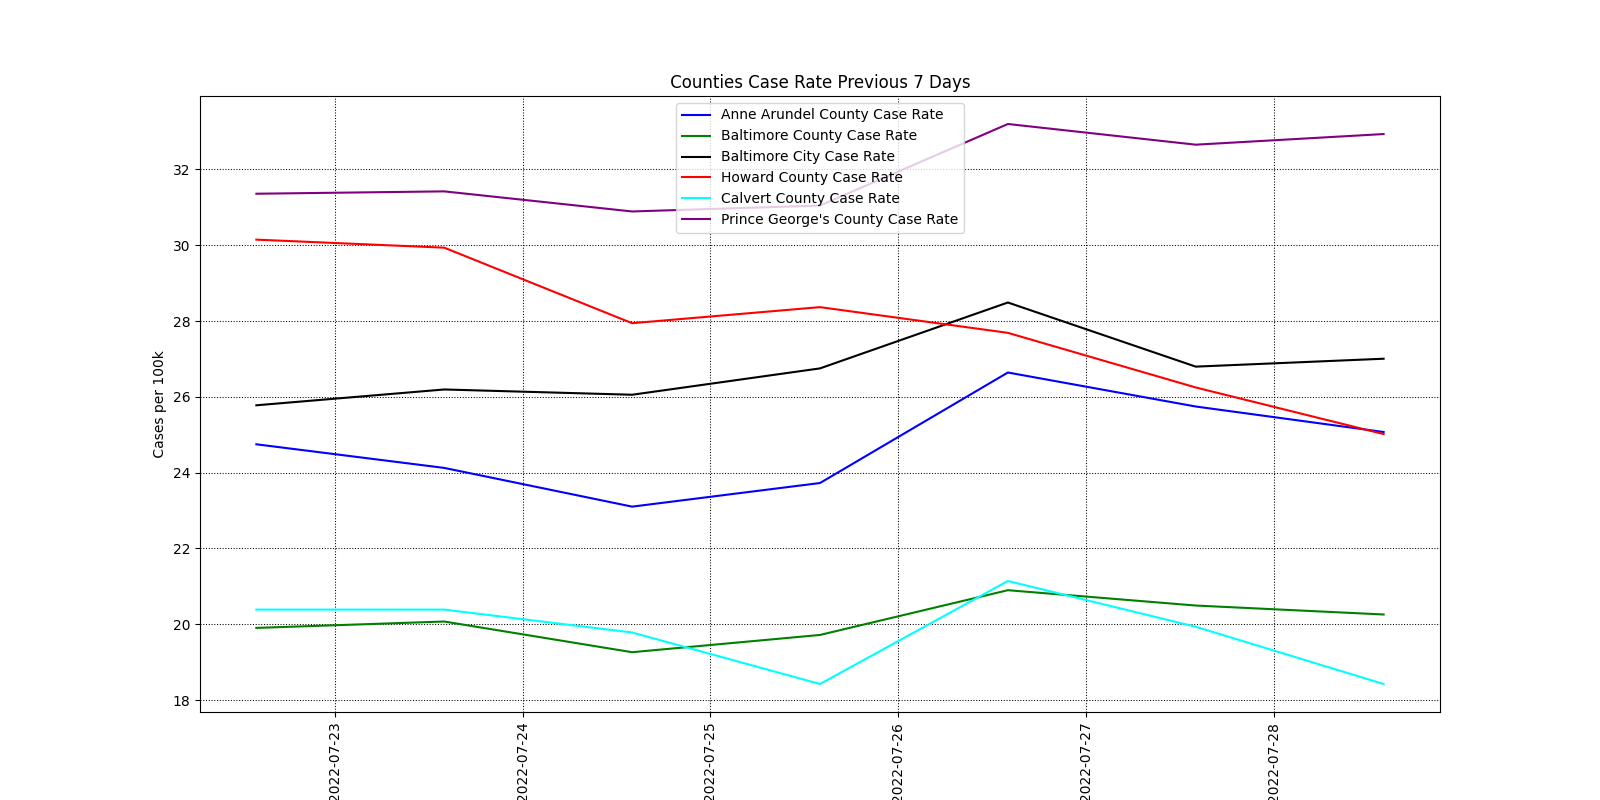 Counties Case Rate Previous 7 Days
Anne Arundel County Case Rate
Baltimore County Case Rate
Baltimore City Case Rate
Howard County Case Rate
Calvert County Case Rate
Prince George's County Case Rate
Cases per 100k
32
30
28
26
24
22
20
18
2022-07-23
2022-07-24
2022-07-25
2022-07-26
2022-07-27
2022-07-28